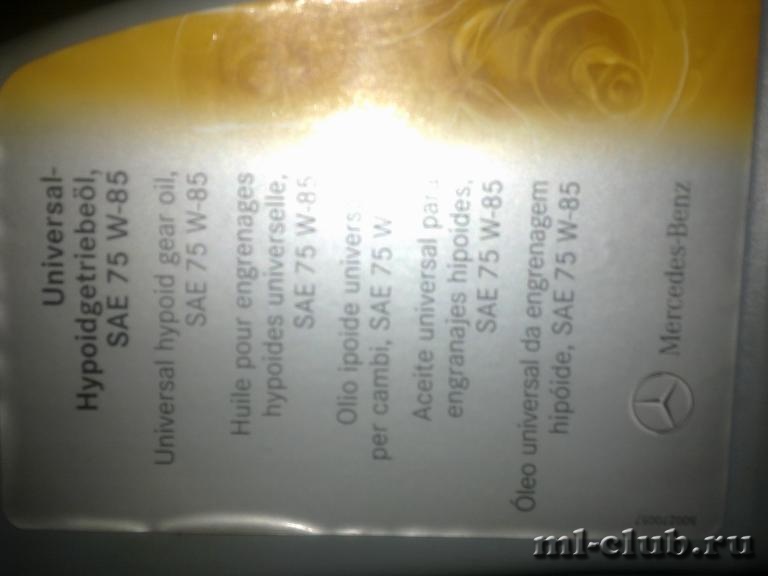 Universal-
Hypoidgetriebeöl,
SAE 75 W-85
Universal hypoid gear oil,
SAE 75 W-85
Huile pour engrenages
hypoides universelle,
SAE 75 W-85
Olio ipoide univers
per cambi, SAE 75 W
Aceite universal para
engranajes hipoides,
SAE 75 W-85
Óleo universal da engrenagem
hipóide, SAE 75 W-85
Mercedes-Benz
ml-club.ru